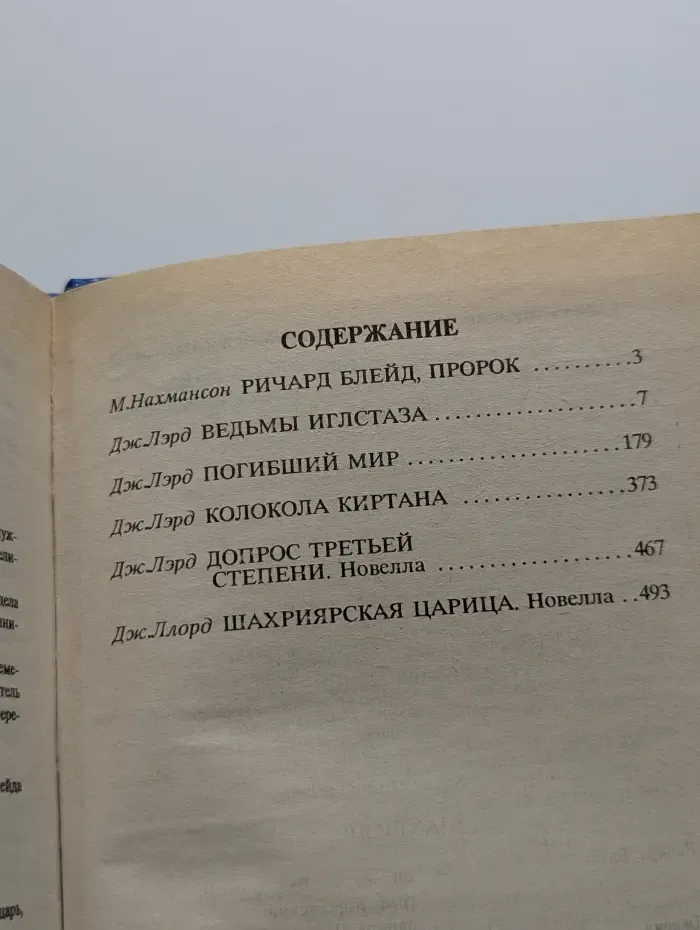 СОДЕРЖАНИЕ
М.Нахмансон РИЧАРД БЛЕЙД, ПРОРОК ..........3
Дж.Лэрд ВЕДЬМЫ ИГЛСТАЗА ....................7
Дж.Лэрд ПОГИБШИЙ МИР .....................179
Дж.Лэрд КОЛОКОЛА КИРТАНА ................373
Дж.Лэрд ДОПРОС ТРЕТЬЕЙ
СТЕПЕНИ. Новелла ...................467
Дж.Ллорд ШАХРИЯРСКАЯ ЦАРИЦА. Новелла ..493